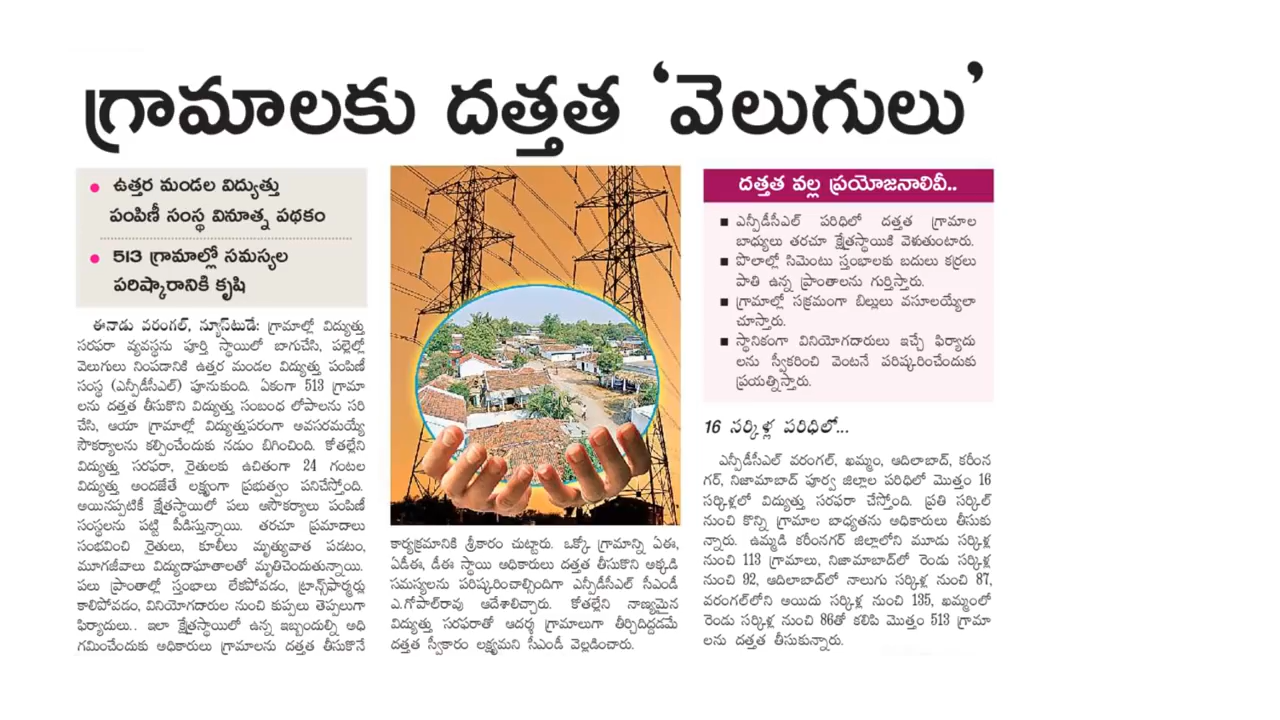 గ్రామాలకు దత్తత 'వెలుగులు'
• ఉత్తర మండల విద్యుత్తు
పంపిణీ సంస్థ వినూత్న పథకం
• 513 గ్రామాల్లో సమస్యల
పరిష్కారానికి కృషి
ఈనాడు వరంగల్, న్యూస్‌టుడే: గ్రామాల్లో విద్యుత్తు
సరఫరా వ్యవస్థను పూర్తి స్థాయిలో బాగుచేసి, పల్లెల్లో
వెలుగులు నింపడానికి ఉత్తర మండల విద్యుత్తు పంపిణీ
సంస్థ (ఎన్పీడీసీఎల్) పూనుకుంది. ఏకంగా 513 గ్రామా
లను దత్తత తీసుకొని విద్యుత్తు సంబంధ లోపాలను సరి
చేసి, ఆయా గ్రామాల్లో విద్యుత్తుపరంగా అవసరమయ్యే
సౌకర్యాలను కల్పించేందుకు నడుం బిగించింది. కోతల్లేని
విద్యుత్తు సరఫరా, రైతులకు ఉచితంగా 24 గంటల
విద్యుత్తు అందజేతే లక్ష్యంగా ప్రభుత్వం పనిచేస్తోంది.
అయినప్పటికీ క్షేత్రస్థాయిలో పలు అసౌకర్యాలు పంపిణీ
సంస్థలను పట్టి పీడిస్తున్నాయి. తరచూ ప్రమాదాలు
సంభవించి రైతులు, కూలీలు మృత్యువాత పడటం,
మూగజీవాలు విద్యుదాఘాతాలతో మృతిచెందుతున్నాయి.
పలు ప్రాంతాల్లో స్తంభాలు లేకపోవడం, ట్రాన్స్‌ఫార్మర్లు
కాలిపోవడం, వినియోగదారుల నుంచి కుప్పలు తెప్పలుగా
ఫిర్యాదులు.. ఇలా క్షేత్రస్థాయిలో ఉన్న ఇబ్బందుల్ని అధి
గమించేందుకు అధికారులు గ్రామాలను దత్తత తీసుకొనే
కార్యక్రమానికి శ్రీకారం చుట్టారు. ఒక్కో గ్రామాన్ని ఏఈ,
ఏడీఈ, డీఈ స్థాయి అధికారులు దత్తత తీసుకొని అక్కడి
సమస్యలను పరిష్కరించాల్సిందిగా ఎన్పీడీసీఎల్ సీఎండీ
ఎ.గోపాల్‌రావు ఆదేశాలిచ్చారు. కోతల్లేని నాణ్యమైన
విద్యుత్తు సరఫరాతో ఆదర్శ గ్రామాలుగా తీర్చిదిద్దడమే
దత్తత స్వీకారం లక్ష్యమని సీఎండీ వెల్లడించారు.
దత్తత వల్ల ప్రయోజనాలివీ..
■ ఎన్పీడీసీఎల్ పరిధిలో దత్తత గ్రామాల
బాధ్యులు తరచూ క్షేత్రస్థాయికి వెళుతుంటారు.
■ పొలాల్లో సిమెంటు స్తంభాలకు బదులు కర్రలు
పాతి ఉన్న ప్రాంతాలను గుర్తిస్తారు.
■ గ్రామాల్లో సక్రమంగా బిల్లులు వసూలయ్యేలా
చూస్తారు.
■ స్థానికంగా వినియోగదారులు ఇచ్చే ఫిర్యాదు
లను స్వీకరించి వెంటనే పరిష్కరించేందుకు
ప్రయత్నిస్తారు.
16 సర్కిళ్ల పరిధిలో...
ఎన్పీడీసీఎల్ వరంగల్, ఖమ్మం, ఆదిలాబాద్, కరీంన
గర్, నిజామాబాద్ పూర్వ జిల్లాల పరిధిలో మొత్తం 16
సర్కిళ్లలో విద్యుత్తు సరఫరా చేస్తోంది. ప్రతి సర్కిల్
నుంచి కొన్ని గ్రామాల బాధ్యతను అధికారులు తీసుకు
న్నారు. ఉమ్మడి కరీంనగర్ జిల్లాలోని మూడు సర్కిళ్ల
నుంచి 113 గ్రామాలు, నిజామాబాద్‌లో రెండు సర్కిళ్ల
నుంచి 92, ఆదిలాబాద్‌లో నాలుగు సర్కిళ్ల నుంచి 87,
వరంగల్‌లోని అయిదు సర్కిళ్ల నుంచి 135, ఖమ్మంలో
రెండు సర్కిళ్ల నుంచి 86తో కలిపి మొత్తం 513 గ్రామా
లను దత్తత తీసుకున్నారు.